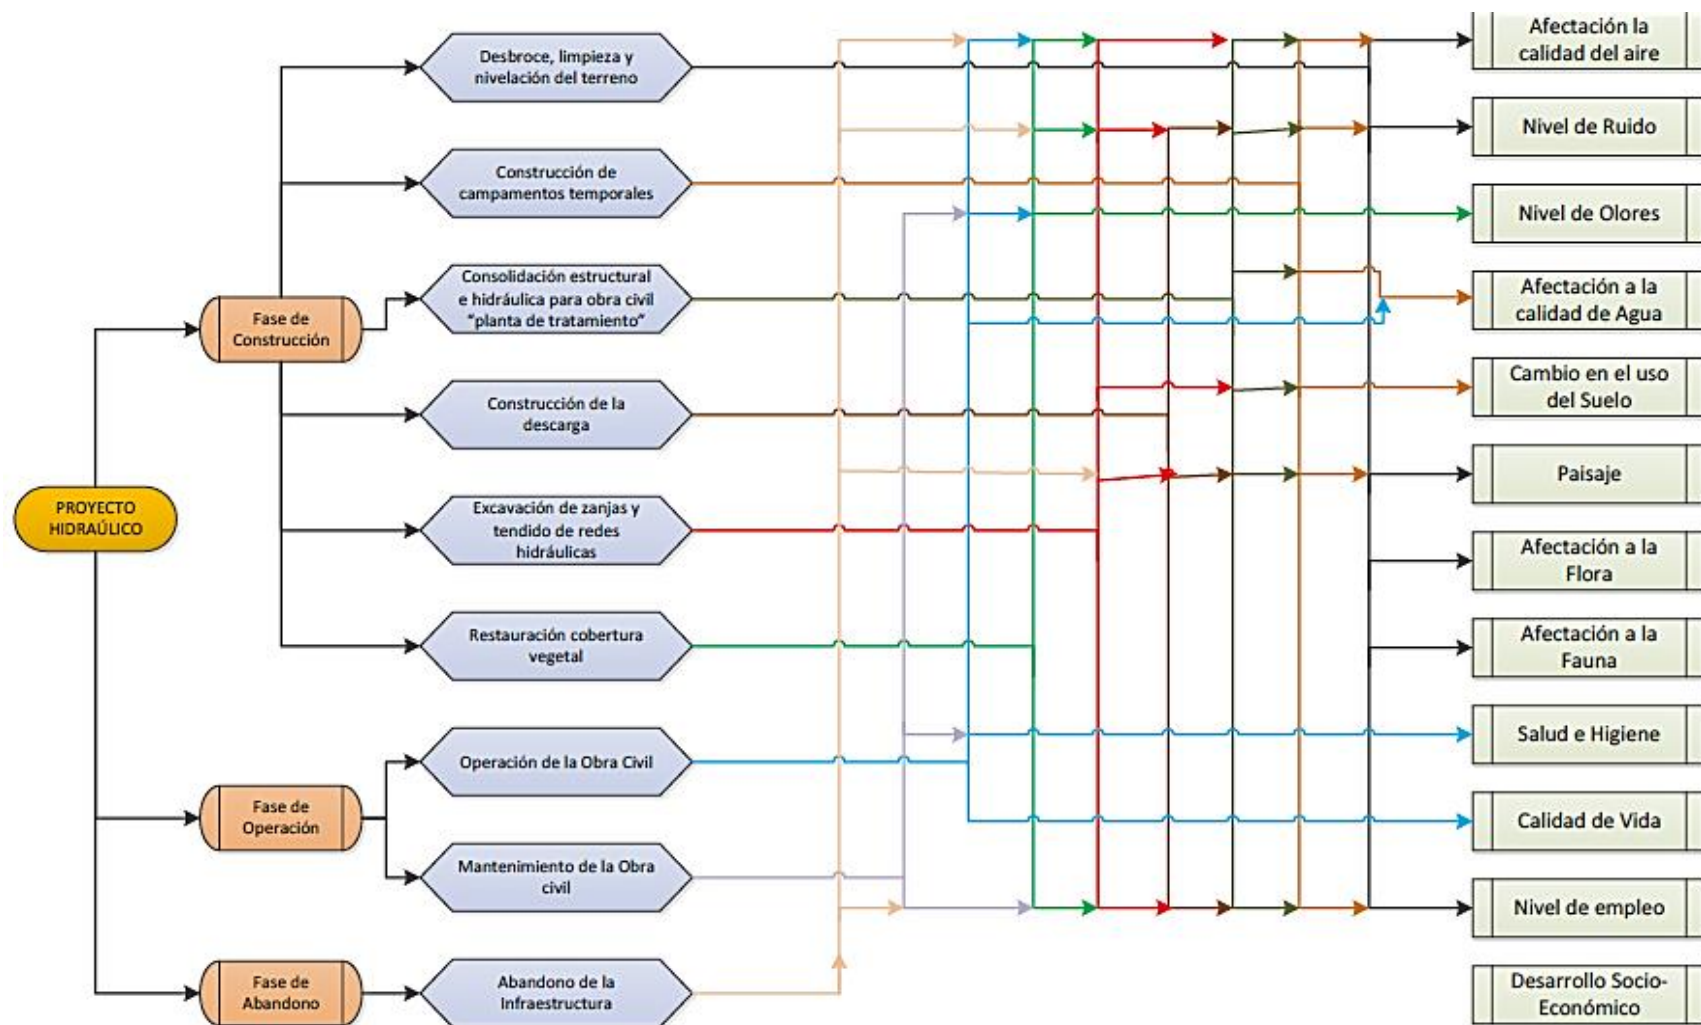 PROYECTO
HIDRAÚLICO
Fase de
Construcción
Fase de
Operación
Fase de
Abandono
Desbroce, limpieza y
nivelación del terreno
Construcción de
campamentos temporales
Consolidación estructural
e hidráulica para obra civil
"planta de tratamiento"
Construcción de la
descarga
Excavación de zanjas y
tendido de redes
hidráulicas
Restauración cobertura
vegetal
Operación de la Obra Civil
Mantenimiento de la Obra
civil
Abandono de la
Infraestructura
Afectación la
calidad del aire
Nivel de Ruido
Nivel de Olores
Afectación a la
calidad de Agua
Cambio en el uso
del Suelo
Paisaje
Afectación a la
Flora
Afectación a la
Fauna
Salud e Higiene
Calidad de Vida
Nivel de empleo
Desarrollo Socio-
Económico